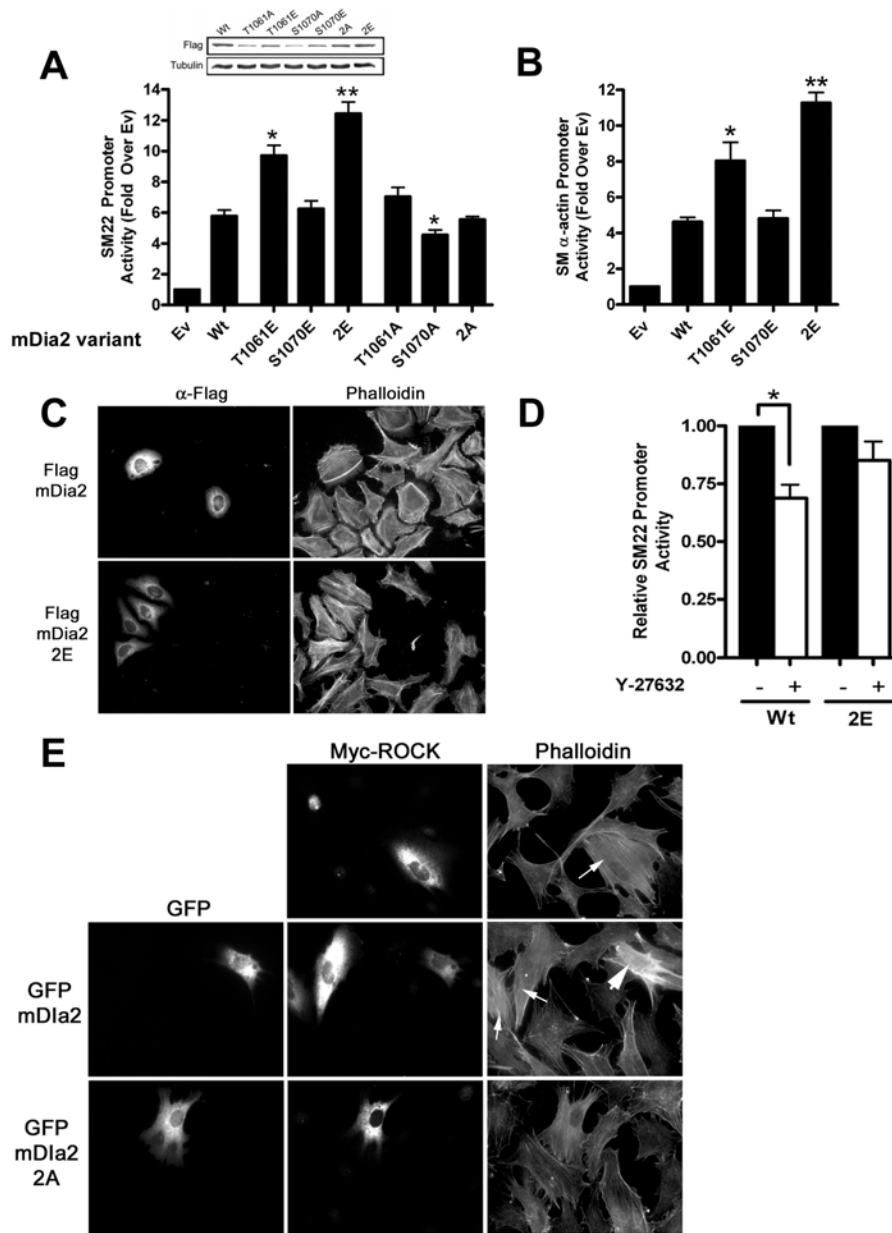 Wt T1061A T1061E S1070A S1070E 2A 2E
Flag
Tubulin
A
SM22 Promoter
Activity (Fold Over Ev)
14
12
10
8
6
4
2
0
*
**
*
Ev Wt T1061E S1070E 2E T1061A S1070A 2A
mDia2 variant
B
SM α-actin Promoter
Activity (Fold Over Ev)
12
10
8
6
4
2
0
*
**
Ev Wt T1061E S1070E 2E
C
α-Flag Phalloidin
Flag
mDia2
Flag
mDia2
2E
D
Relative SM22 Promoter
Activity
1.00
0.75
0.50
0.25
0.00
*
Y-27632 - + - +
Wt 2E
E
Myc-ROCK Phalloidin
GFP
GFP
mDIa2
GFP
mDIa2
2A